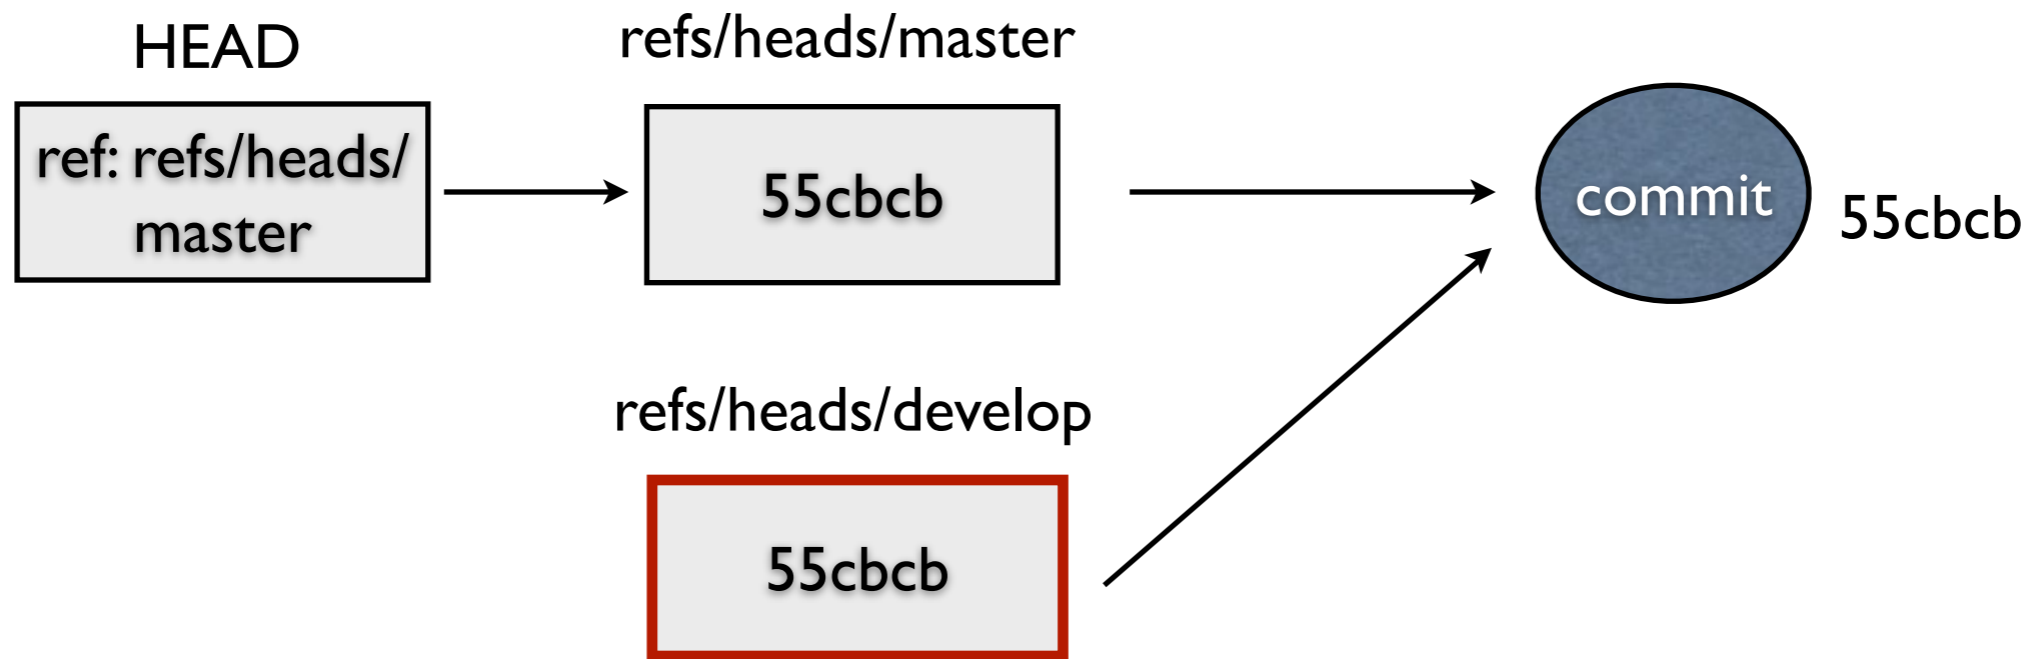 HEAD
refs/heads/master
ref: refs/heads/
master
55cbcb
commit
55cbcb
refs/heads/develop
55cbcb